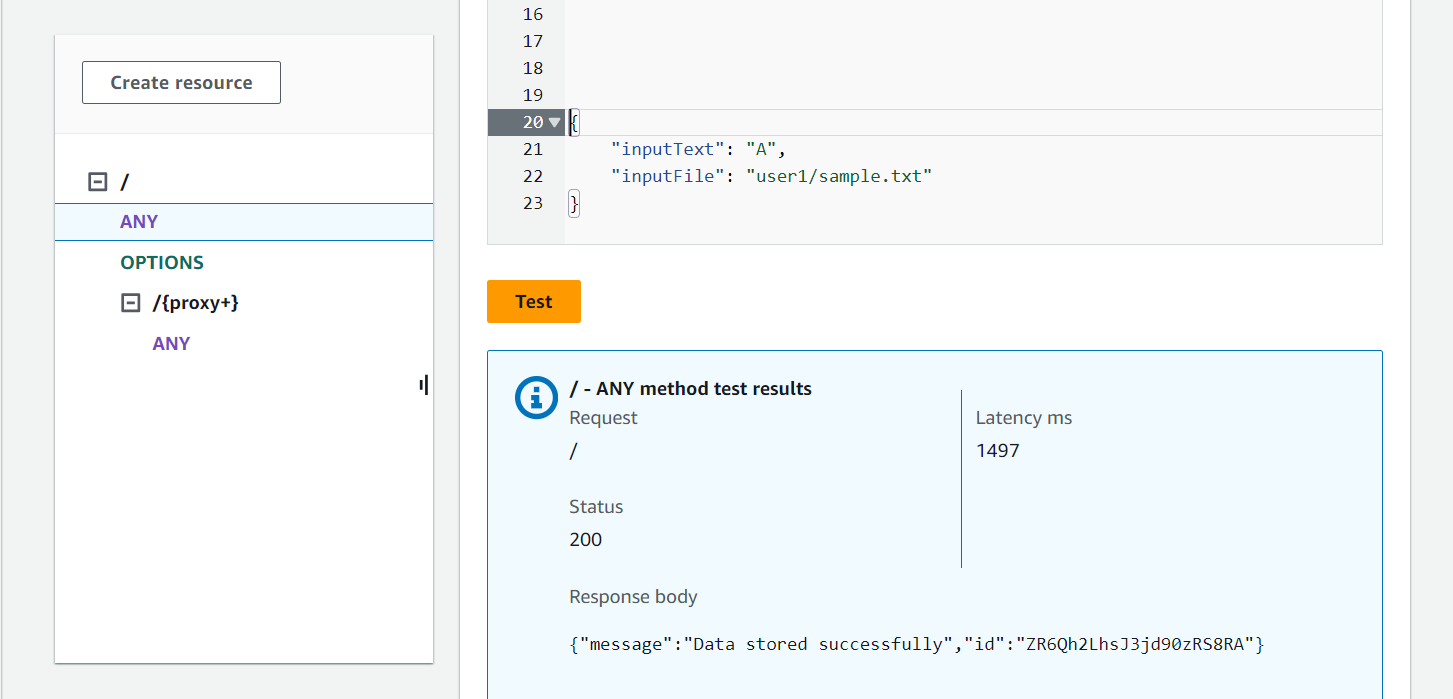 Create resource
/
ANY
OPTIONS
/{proxy+}
ANY
16
17
18
19
20 {
21 "inputText": "A",
22 "inputFile": "user1/sample.txt"
23 }
Test
/ - ANY method test results
Request
/
Latency ms
1497
Status
200
Response body
{"message":"Data stored successfully","id":"ZR6Qh2LhsJ3jd90zRS8RA"}